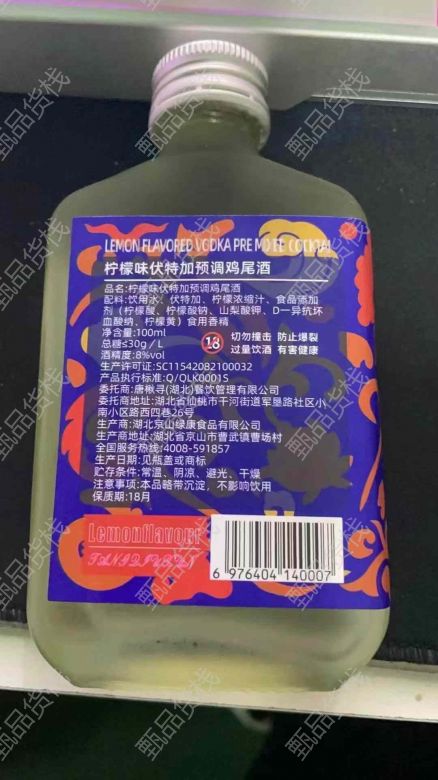 LEMON FLAVORED VODKA PRE MO COCKTAIL
柠檬味伏特加预调鸡尾酒
品名:柠檬味伏特加预调鸡尾酒
配料:饮用水、伏特加、柠檬浓缩汁、食品添加
剂(柠檬酸、柠檬酸钠、山梨酸钾、D一异抗坏
血酸纳、柠檬黄)食用香精
净含量:100ml
总糖≤30g / L
酒精度:8%vol
18
切勿撞击 防止爆裂
过量饮酒 有害健康
生产许可证:SC11542082100032
产品执行标准:Q/QLK0001S
委托商:唐楸寻(湖北)餐饮管理有限公司
委托商地址:湖北省仙桃市干河街道军垦路社区小
南小区路西四巷26号
生产商:湖北京山绿康食品有限公司
生产商地址:湖北省京山市曹武镇曹场村
全国服务热线:4008-591857
生产日期:见瓶盖或商标
贮存条件:常温、阴凉、避光、干燥
注意事项:本品略带沉淀，不影响饮用
保质期:18月
Lemonflavour
6 976404 140007
甄品货栈